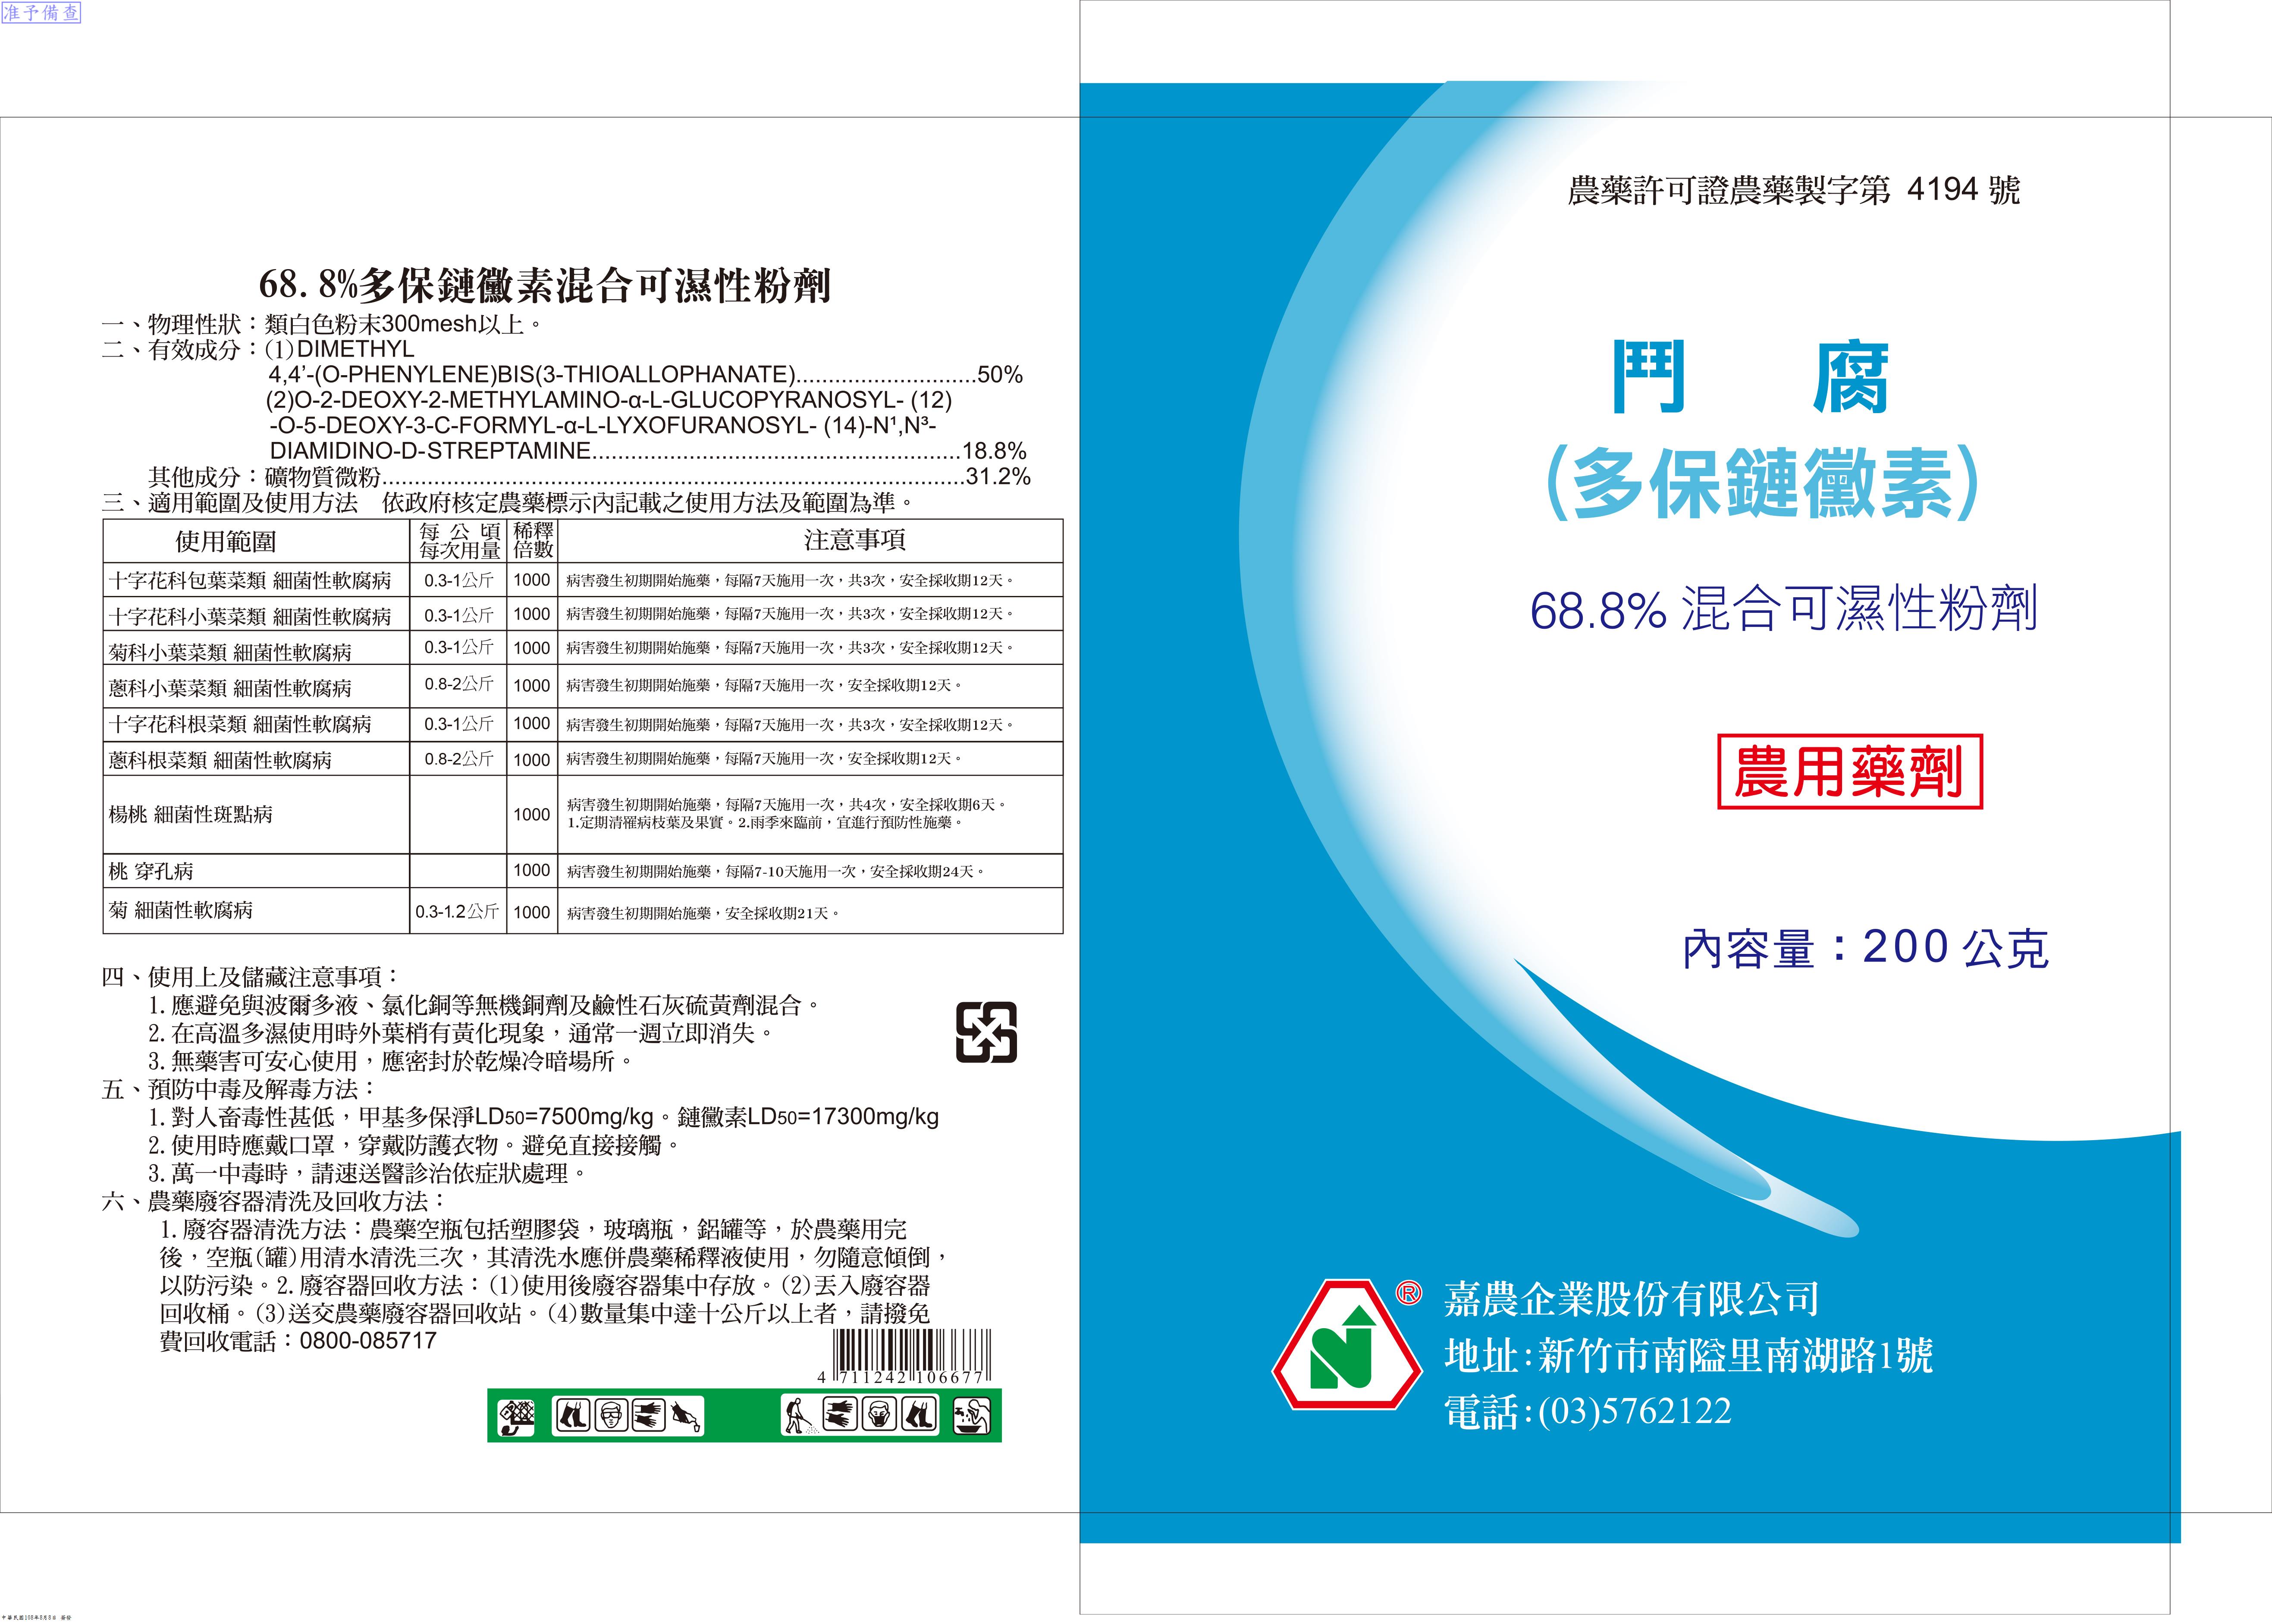 准予備查
68.8%多保鏈黴素混合可濕性粉劑
一、物理性狀：類白色粉末300mesh以上。
二、有效成分：(1)DIMETHYL
4,4’-(O-PHENYLENE)BIS(3-THIOALLOPHANATE)............................50%
(2)O-2-DEOXY-2-METHYLAMINO-α-L-GLUCOPYRANOSYL- (12)
-O-5-DEOXY-3-C-FORMYL-α-L-LYXOFURANOSYL- (14)-N¹,N³-
DIAMIDINO-D-STREPTAMINE.........................................................18.8%
其他成分：礦物質微粉..........................................................................................31.2%
三、適用範圍及使用方法　依政府核定農藥標示內記載之使用方法及範圍為準。
使用範圍 每公頃每次用量 稀釋倍數 注意事項
十字花科包葉菜類 細菌性軟腐病 0.3-1公斤 1000 病害發生初期開始施藥，每隔7天施用一次，共3次，安全採收期12天。
十字花科小葉菜類 細菌性軟腐病 0.3-1公斤 1000 病害發生初期開始施藥，每隔7天施用一次，共3次，安全採收期12天。
菊科小葉菜類 細菌性軟腐病 0.3-1公斤 1000 病害發生初期開始施藥，每隔7天施用一次，共3次，安全採收期12天。
蔥科小葉菜類 細菌性軟腐病 0.8-2公斤 1000 病害發生初期開始施藥，每隔7天施用一次，安全採收期12天。
十字花科根菜類 細菌性軟腐病 0.3-1公斤 1000 病害發生初期開始施藥，每隔7天施用一次，共3次，安全採收期12天。
蔥科根菜類 細菌性軟腐病 0.8-2公斤 1000 病害發生初期開始施藥，每隔7天施用一次，安全採收期12天。
楊桃 細菌性斑點病 1000 病害發生初期開始施藥，每隔7天施用一次，共4次，安全採收期6天。
1.定期清罹病枝葉及果實。2.雨季來臨前，宜進行預防性施藥。
桃 穿孔病 1000 病害發生初期開始施藥，每隔7-10天施用一次，安全採收期24天。
菊 細菌性軟腐病 0.3-1.2公斤 1000 病害發生初期開始施藥，安全採收期21天。
四、使用上及儲藏注意事項：
1.應避免與波爾多液、氯化銅等無機銅劑及鹼性石灰硫黃劑混合。
2.在高溫多濕使用時外葉梢有黃化現象，通常一週立即消失。
3.無藥害可安心使用，應密封於乾燥冷暗場所。
五、預防中毒及解毒方法：
1.對人畜毒性甚低，甲基多保淨LD50=7500mg/kg。鏈黴素LD50=17300mg/kg
2.使用時應戴口罩，穿戴防護衣物。避免直接接觸。
3.萬一中毒時，請速送醫診治依症狀處理。
六、農藥廢容器清洗及回收方法：
1.廢容器清洗方法：農藥空瓶包括塑膠袋，玻璃瓶，鋁罐等，於農藥用完
後，空瓶(罐)用清水清洗三次，其清洗水應併農藥稀釋液使用，勿隨意傾倒，
以防污染。2.廢容器回收方法：(1)使用後廢容器集中存放。(2)丟入廢容器
回收桶。(3)送交農藥廢容器回收站。(4)數量集中達十公斤以上者，請撥免
費回收電話：0800-085717
4 711242 106677
農藥許可證農藥製字第 4194 號
鬥 腐
(多保鏈黴素)
68.8% 混合可濕性粉劑
農用藥劑
內容量：200 公克
®
嘉農企業股份有限公司
地址:新竹市南隘里南湖路1號
電話:(03)5762122